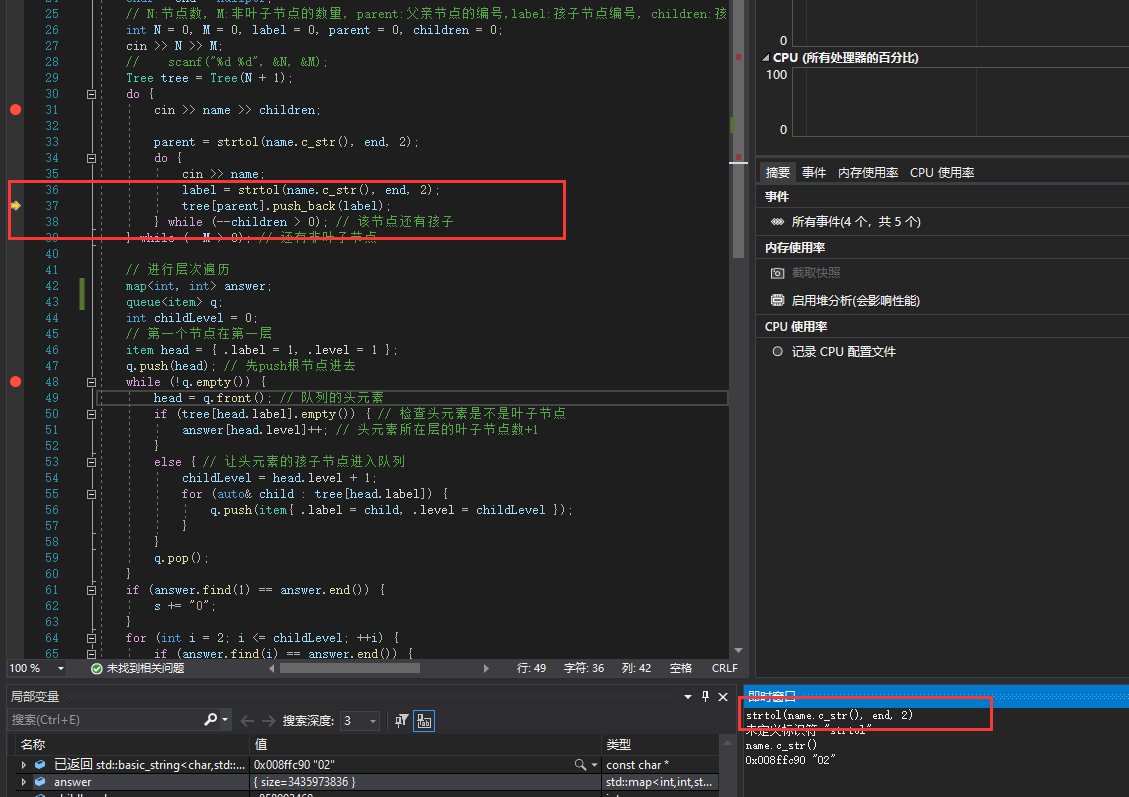 25 // N:节点数, M:非叶子节点的数量, parent:父亲节点的编号,label:孩子节点编号, children:孩
26 int N = 0, M = 0, label = 0, parent = 0, children = 0;
27 cin >> N >> M;
28 //    scanf("%d %d", &N, &M);
29 Tree tree = Tree(N + 1);
30 do {
31 cin >> name >> children;
32
33 parent = strtol(name.c_str(), end, 2);
34 do {
35 cin >> name;
36 label = strtol(name.c_str(), end, 2);
37 tree[parent].push_back(label);
38 } while (--children > 0); // 该节点还有孩子
39 } while (--M > 0); // 还有非叶子节点
40
41 // 进行层次遍历
42 map<int, int> answer;
43 queue<item> q;
44 int childLevel = 0;
45 // 第一个节点在第一层
46 item head = { .label = 1, .level = 1 };
47 q.push(head); // 先push根节点进去
48 while (!q.empty()) {
49 head = q.front(); // 队列的头元素
50 if (tree[head.label].empty()) { // 检查头元素是不是叶子节点
51 answer[head.level]++; // 头元素所在层的叶子节点数+1
52 }
53 else { // 让头元素的孩子节点进入队列
54 childLevel = head.level + 1;
55 for (auto& child : tree[head.label]) {
56 q.push(item{ .label = child, .level = childLevel });
57 }
58 }
59 q.pop();
60 }
61 if (answer.find(1) == answer.end()) {
62 s += "0";
63 }
64 for (int i = 2; i <= childLevel; ++i) {
65 if (answer.find(i) == answer.end()) {
100 %
未找到相关问题
行: 49 字符: 36 列: 42 空格 CRLF
0
CPU (所有处理器的百分比)
100
0
摘要 事件 内存使用率 CPU 使用率
事件
所有事件(4 个，共 5 个)
内存使用率
截取快照
启用堆分析(会影响性能)
CPU 使用率
记录 CPU 配置文件
局部变量
搜索(Ctrl+E) 搜索深度: 3
名称 值 类型
已返回 std::basic_string<char,std::... 0x008ffc90 "02" const char *
answer { size=3435973836 } std::map<int,int,st...
即时窗口
strtol(name.c_str(), end, 2)
未定义标识符 "strtol"
name.c_str()
0x008ffc90 "02"